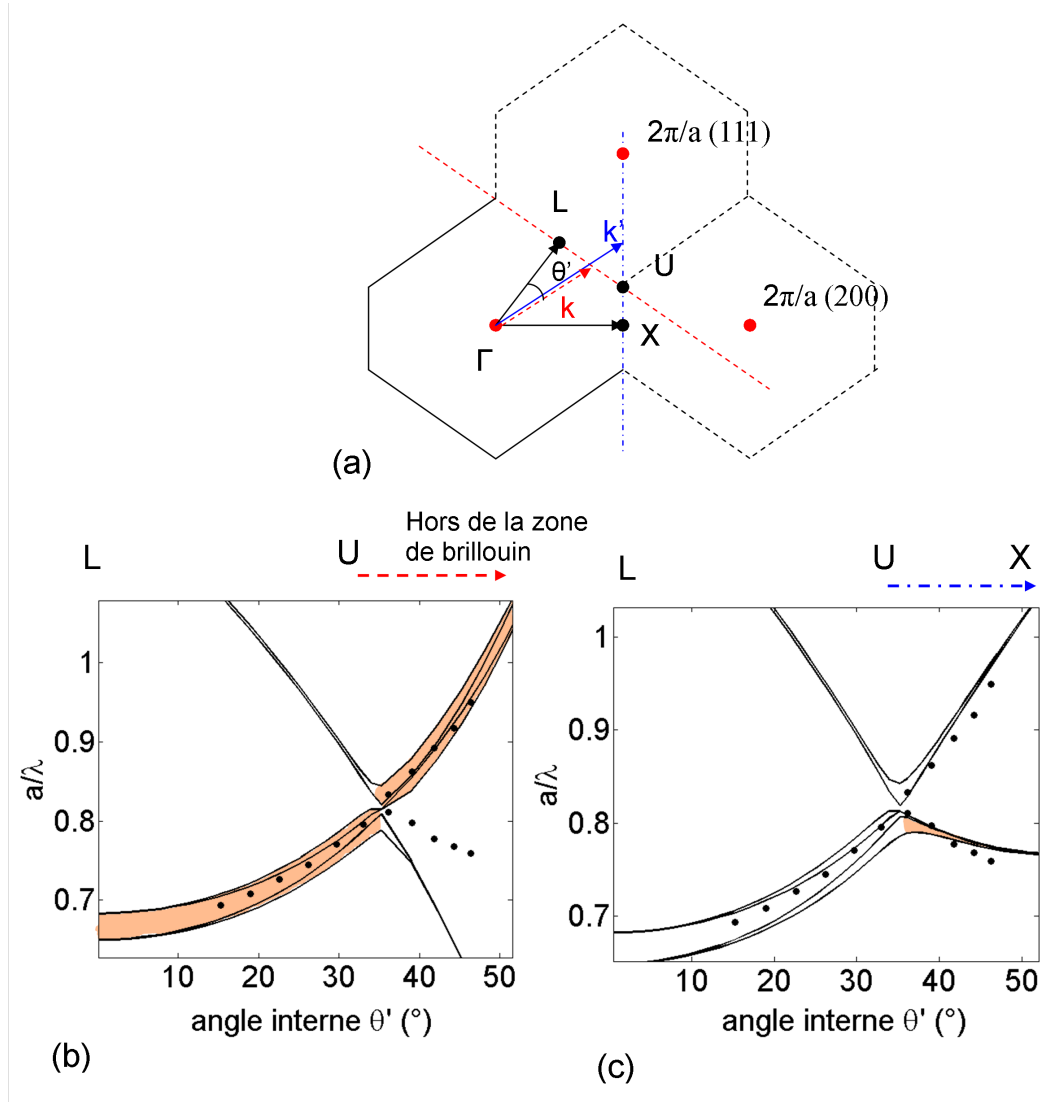 2π/a (111)
L
k'
θ'
U
k
2π/a (200)
X
Γ
(a)
Hors de la zone
de brillouin
L
U
a/λ
1
0.9
0.8
0.7
10
20
30
40
50
angle interne θ' (°)
(b)
L
U
X
a/λ
1
0.9
0.8
0.7
10
20
30
40
50
angle interne θ' (°)
(c)